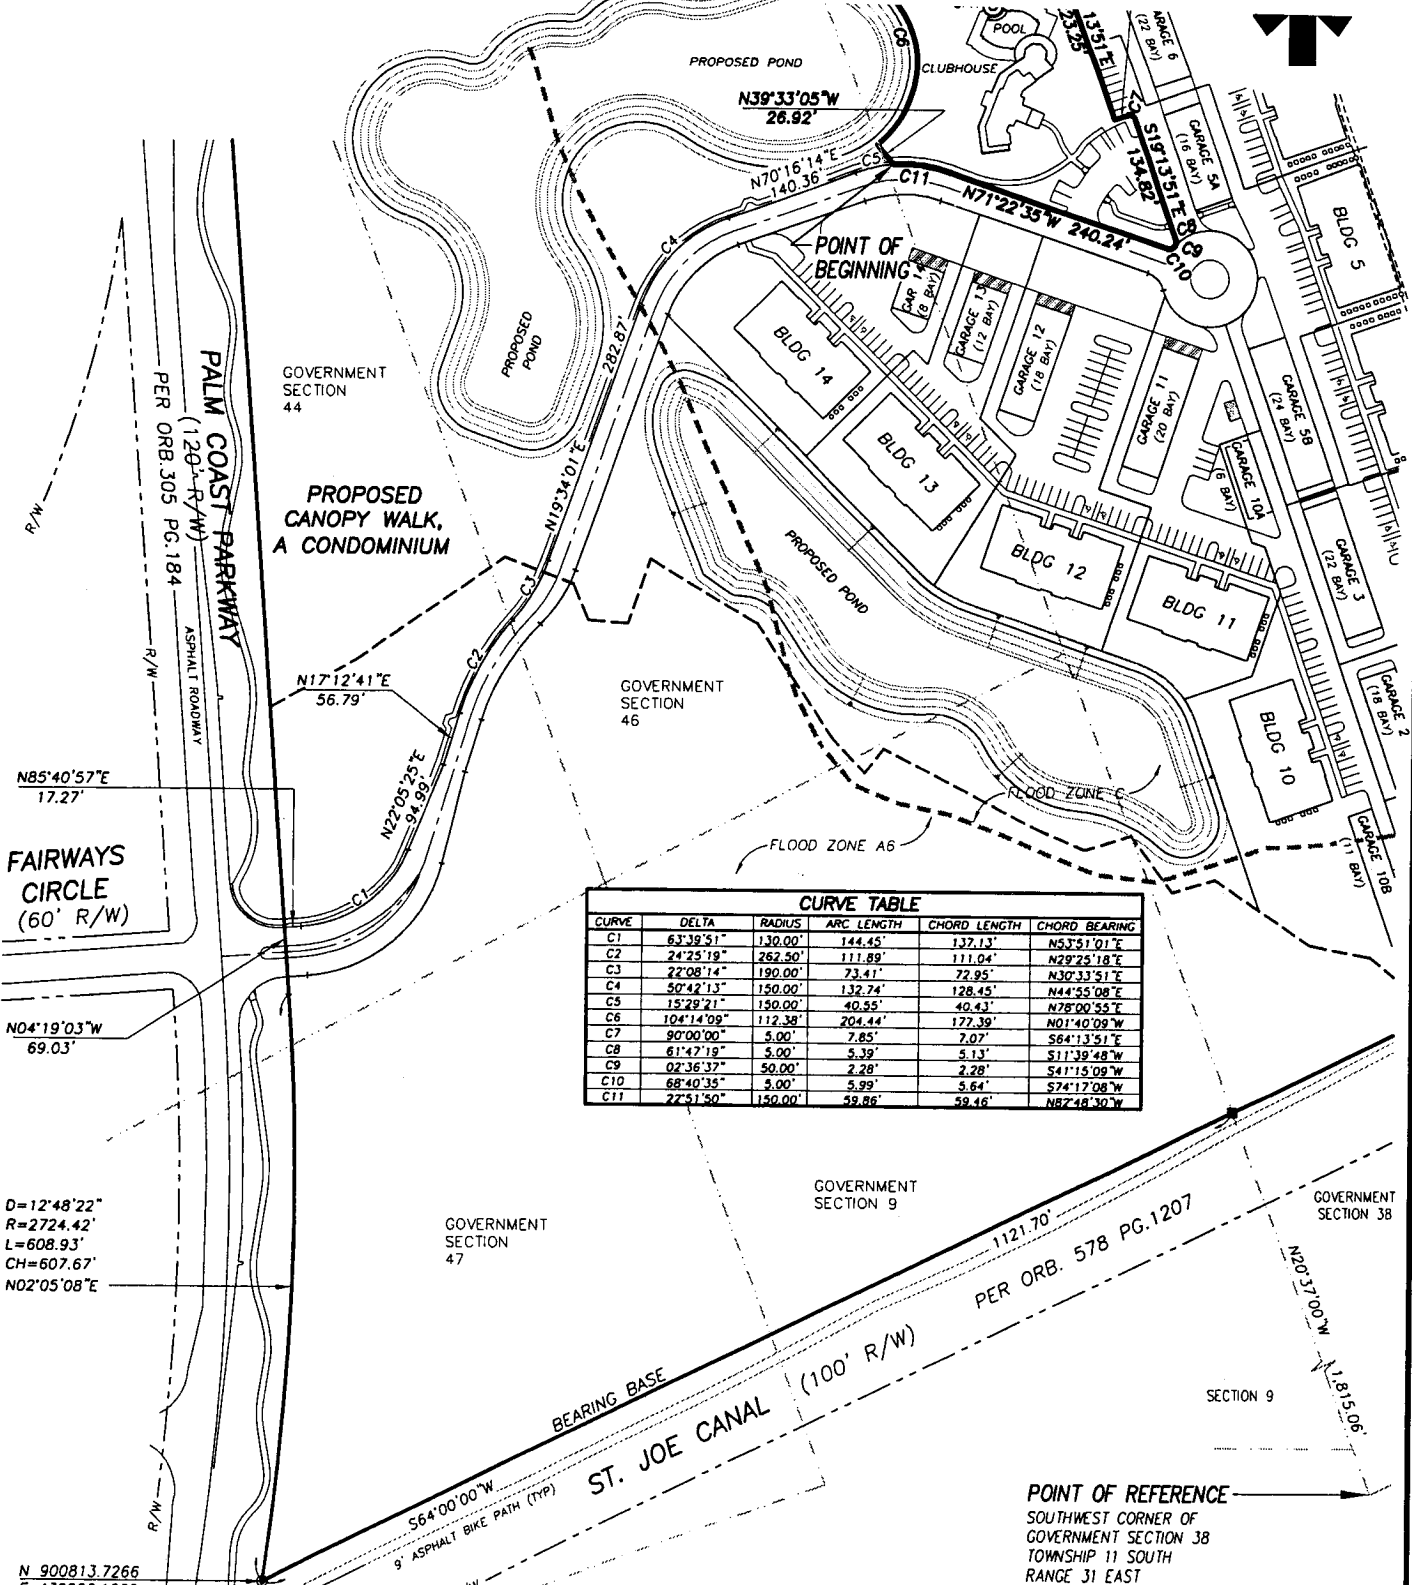 PROPOSED POND
C6
POOL
CLUBHOUSE
13'51"E
23.25'
GARAGE 6
(22 BAY)
N39°33'05"W
26.92'
C7
S19°13'51"E
134.82'
GARAGE 5A
(16 BAY)
C5
N70°16'14"E
140.36'
C11
N71°22'35"W 240.24'
C8
C9
C10
BLDG 5
C4
POINT OF
BEGINNING
GAR 14
(8 BAY)
GARAGE 13
(12 BAY)
GARAGE 12
(18 BAY)
GARAGE 11
(20 BAY)
GARAGE 5B
(24 BAY)
PROPOSED
POND
282.87'
N19°34'01"E
BLDG 14
BLDG 13
BLDG 12
BLDG 11
BLDG 10
GARAGE 10A
(6 BAY)
GARAGE 3
(22 BAY)
GARAGE 2
(18 BAY)
GARAGE 10B
(11 BAY)
GOVERNMENT
SECTION
44
PALM COAST PARKWAY
(120' R/W)
PER ORB.305 PG.184
R/W
R/W
ASPHALT ROADWAY
PROPOSED
CANOPY WALK,
A CONDOMINIUM
PROPOSED POND
C3
C2
N17°12'41"E
56.79'
GOVERNMENT
SECTION
46
N22°05'25"E
94.99'
N85°40'57"E
17.27'
FLOOD ZONE C
FLOOD ZONE A6
FAIRWAYS
CIRCLE
(60' R/W)
C1
N04°19'03"W
69.03'
CURVE TABLE
CURVE DELTA RADIUS ARC LENGTH CHORD LENGTH CHORD BEARING
C1 63°39'51" 130.00' 144.45' 137.13' N53°51'01"E
C2 24°25'19" 262.50' 111.89' 111.04' N29°25'18"E
C3 22°08'14" 190.00' 73.41' 72.95' N30°33'51"E
C4 50°42'13" 150.00' 132.74' 128.45' N44°55'08"E
C5 15°29'21" 150.00' 40.55' 40.43' N78°00'55"E
C6 104°14'09" 112.38' 204.44' 177.39' N01°40'09"W
C7 90°00'00" 5.00' 7.85' 7.07' S64°13'51"E
C8 61°47'19" 5.00' 5.39' 5.13' S11°39'48"W
C9 02°36'37" 50.00' 2.28' 2.28' S41°15'09"W
C10 68°40'35" 5.00' 5.99' 5.64' S74°17'08"W
C11 22°51'50" 150.00' 59.86' 59.46' N82°48'30"W
D=12°48'22"
R=2724.42'
L=608.93'
CH=607.67'
N02°05'08"E
GOVERNMENT
SECTION
47
GOVERNMENT
SECTION 9
GOVERNMENT
SECTION 38
1121.70'
PER ORB. 578 PG.1207
N20°37'00"W
1,815.06'
BEARING BASE
ST. JOE CANAL (100' R/W)
SECTION 9
S64°00'00"W
9' ASPHALT BIKE PATH (TYP)
R/W
POINT OF REFERENCE
SOUTHWEST CORNER OF
GOVERNMENT SECTION 38
TOWNSHIP 11 SOUTH
RANGE 31 EAST
N 900813.7266